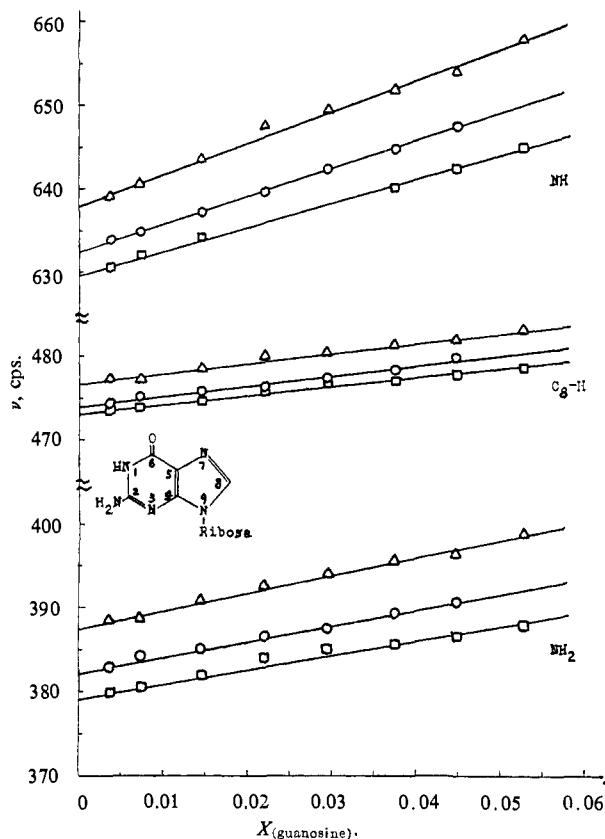 660
650
640
NH
630
480
C₈-H
470
O
HN 1 6 5 N 7 8
H₂N 2 3 N 4 9 N
Ribosa
400
390
NH₂
380
370
ν, cps.
0 0.01 0.02 0.03 0.04 0.05 0.06
X(guanosine).